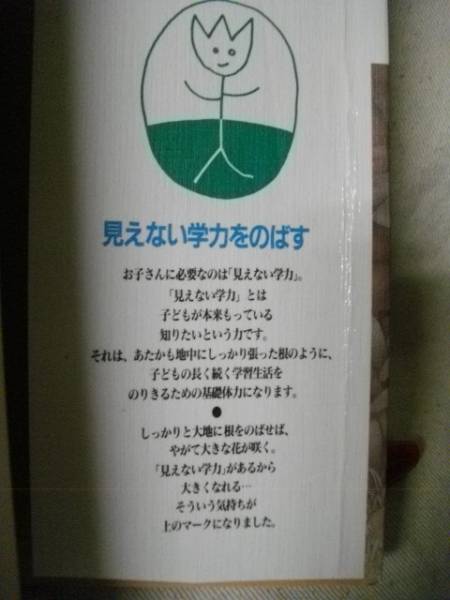 見えない学力をのばす
お子さんに必要なのは「見えない学力」。
「見えない学力」とは
子どもが本来もっている
知りたいという力です。
それは、あたかも地中にしっかり張った根のように、
子どもの長く続く学習生活を
のりきるための基礎体力になります。
●
しっかりと大地に根をのばせば、
やがて大きな花が咲く。
「見えない学力」があるから
大きくなれる…
そういう気持ちが
上のマークになりました。